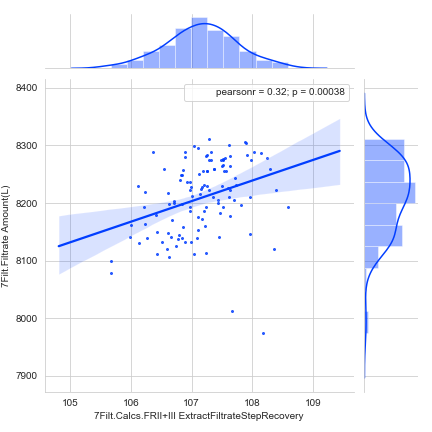 pearsonr = 0.32; p = 0.00038
8400
8300
8200
8100
8000
7900
7Filt.Filtrate Amount(L)
105 106 107 108 109
7Filt.Calcs.FRII+III ExtractFiltrateStepRecovery